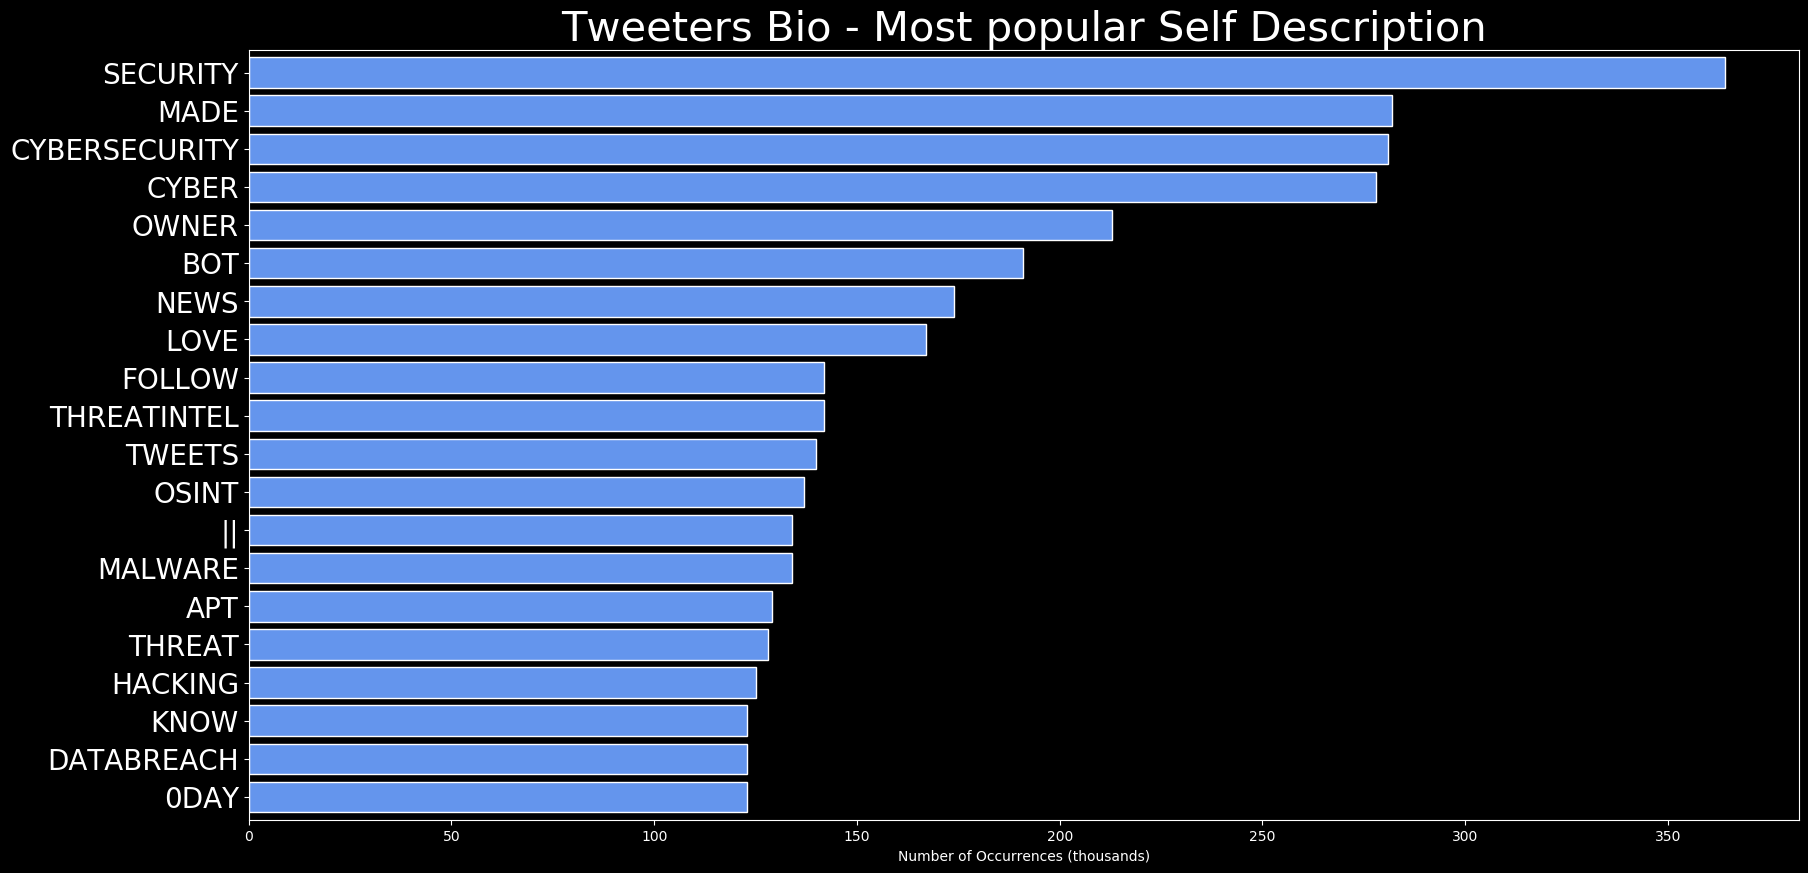 Tweeters Bio - Most popular Self Description
SECURITY
MADE
CYBERSECURITY
CYBER
OWNER
BOT
NEWS
LOVE
FOLLOW
THREATINTEL
TWEETS
OSINT
||
MALWARE
APT
THREAT
HACKING
KNOW
DATABREACH
0DAY
0 50 100 150 200 250 300 350
Number of Occurrences (thousands)